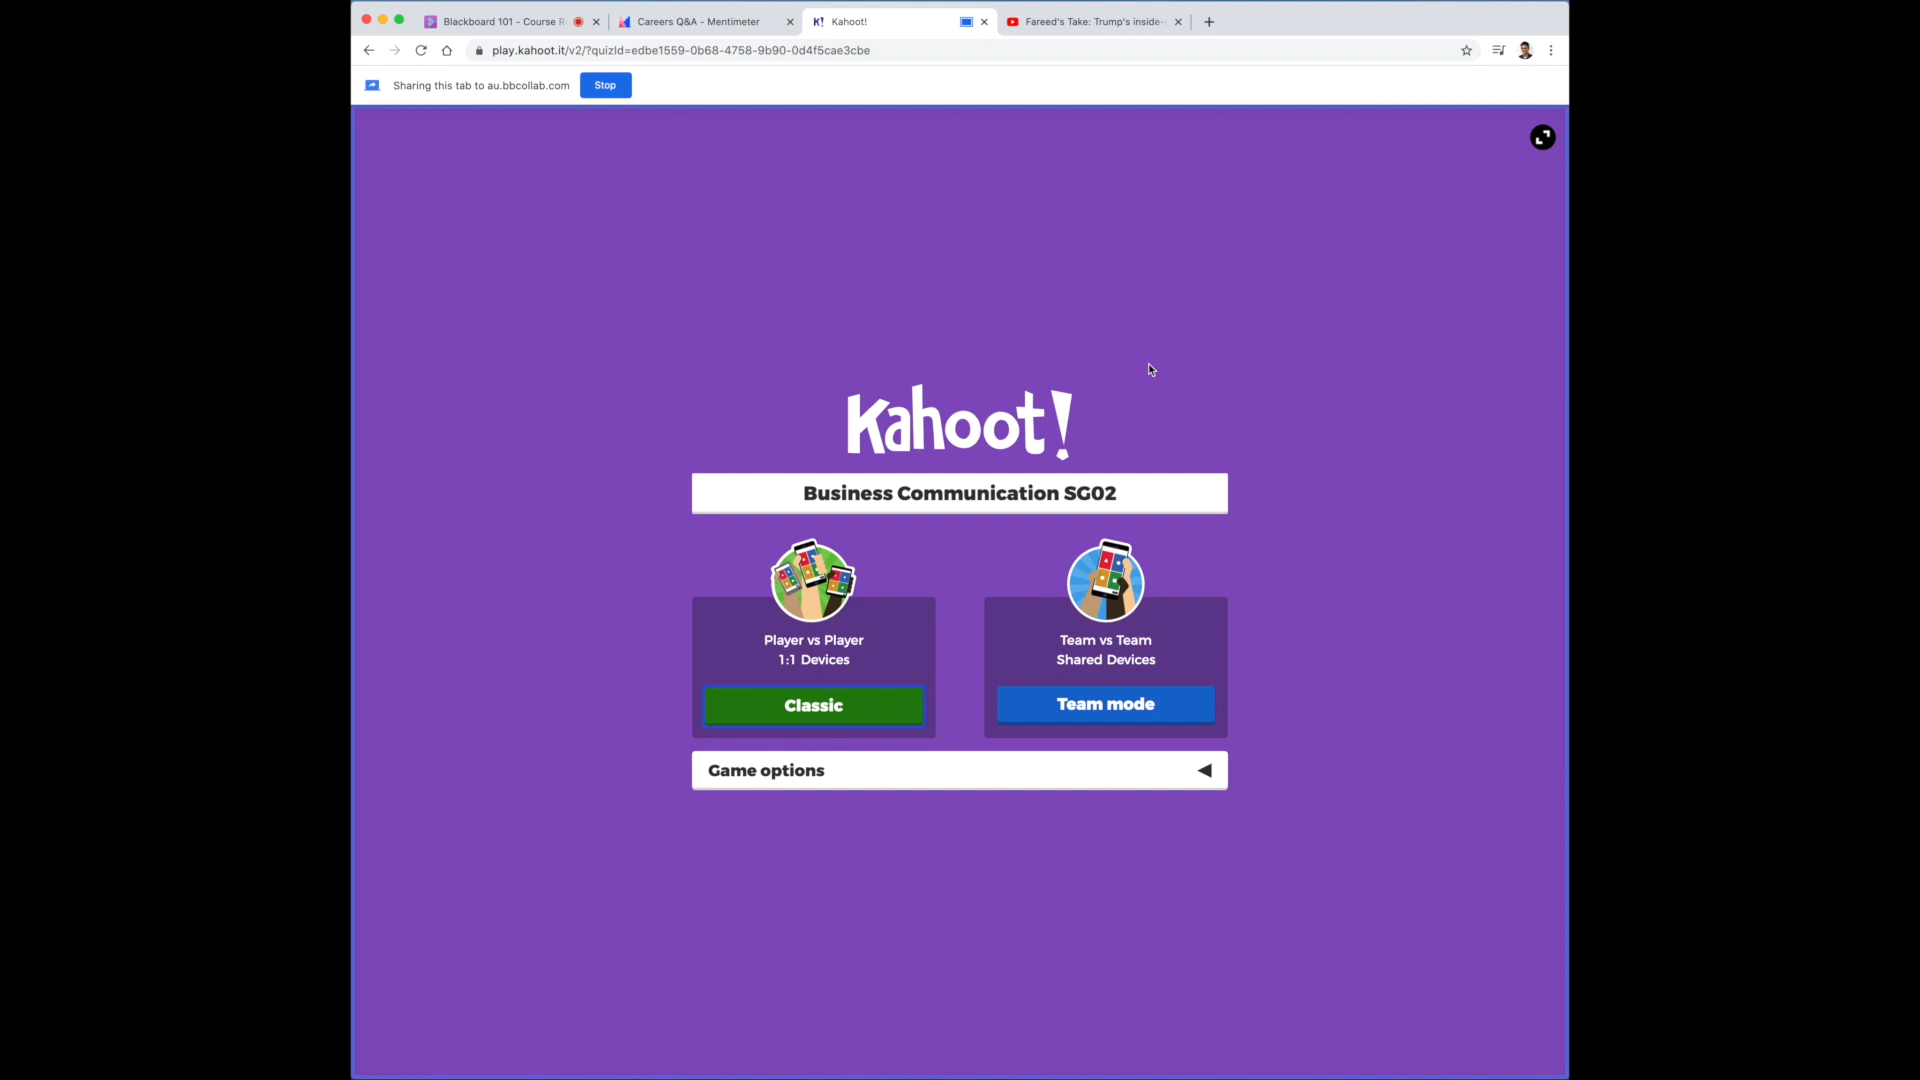 Blackboard 101 - Course R
Careers Q&A - Mentimeter
K! Kahoot!
Fareed's Take: Trump's inside-
play.kahoot.it/v2/?quizId=edbe1559-0b68-4758-9b90-0d4f5cae3cbe
Sharing this tab to au.bbcollab.com
Stop
Kahoot!
Business Communication SG02
Player vs Player
1:1 Devices
Classic
Team vs Team
Shared Devices
Team mode
Game options